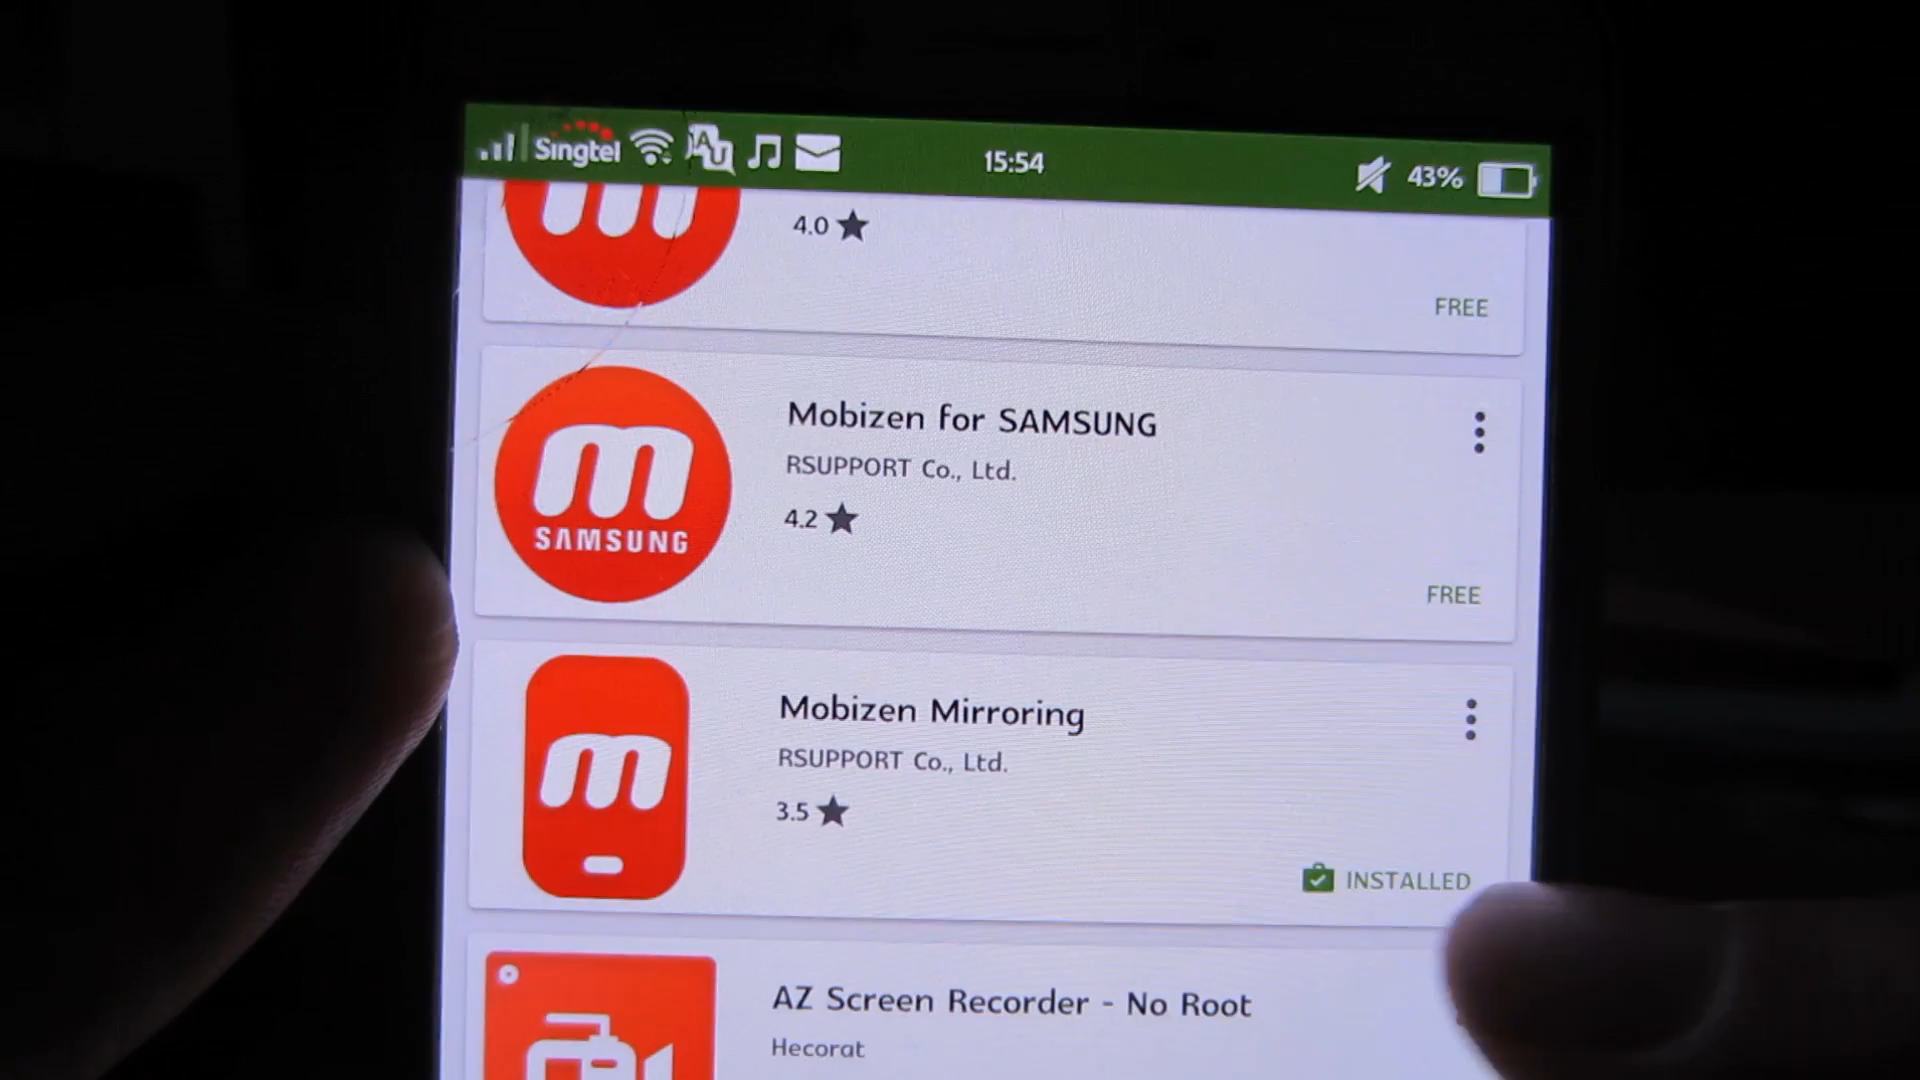 Singtel
15:54
43%
4.0
FREE
Mobizen for SAMSUNG
RSUPPORT Co., Ltd.
4.2
SAMSUNG
FREE
Mobizen Mirroring
RSUPPORT Co., Ltd.
3.5
INSTALLED
AZ Screen Recorder - No Root
Hecorat